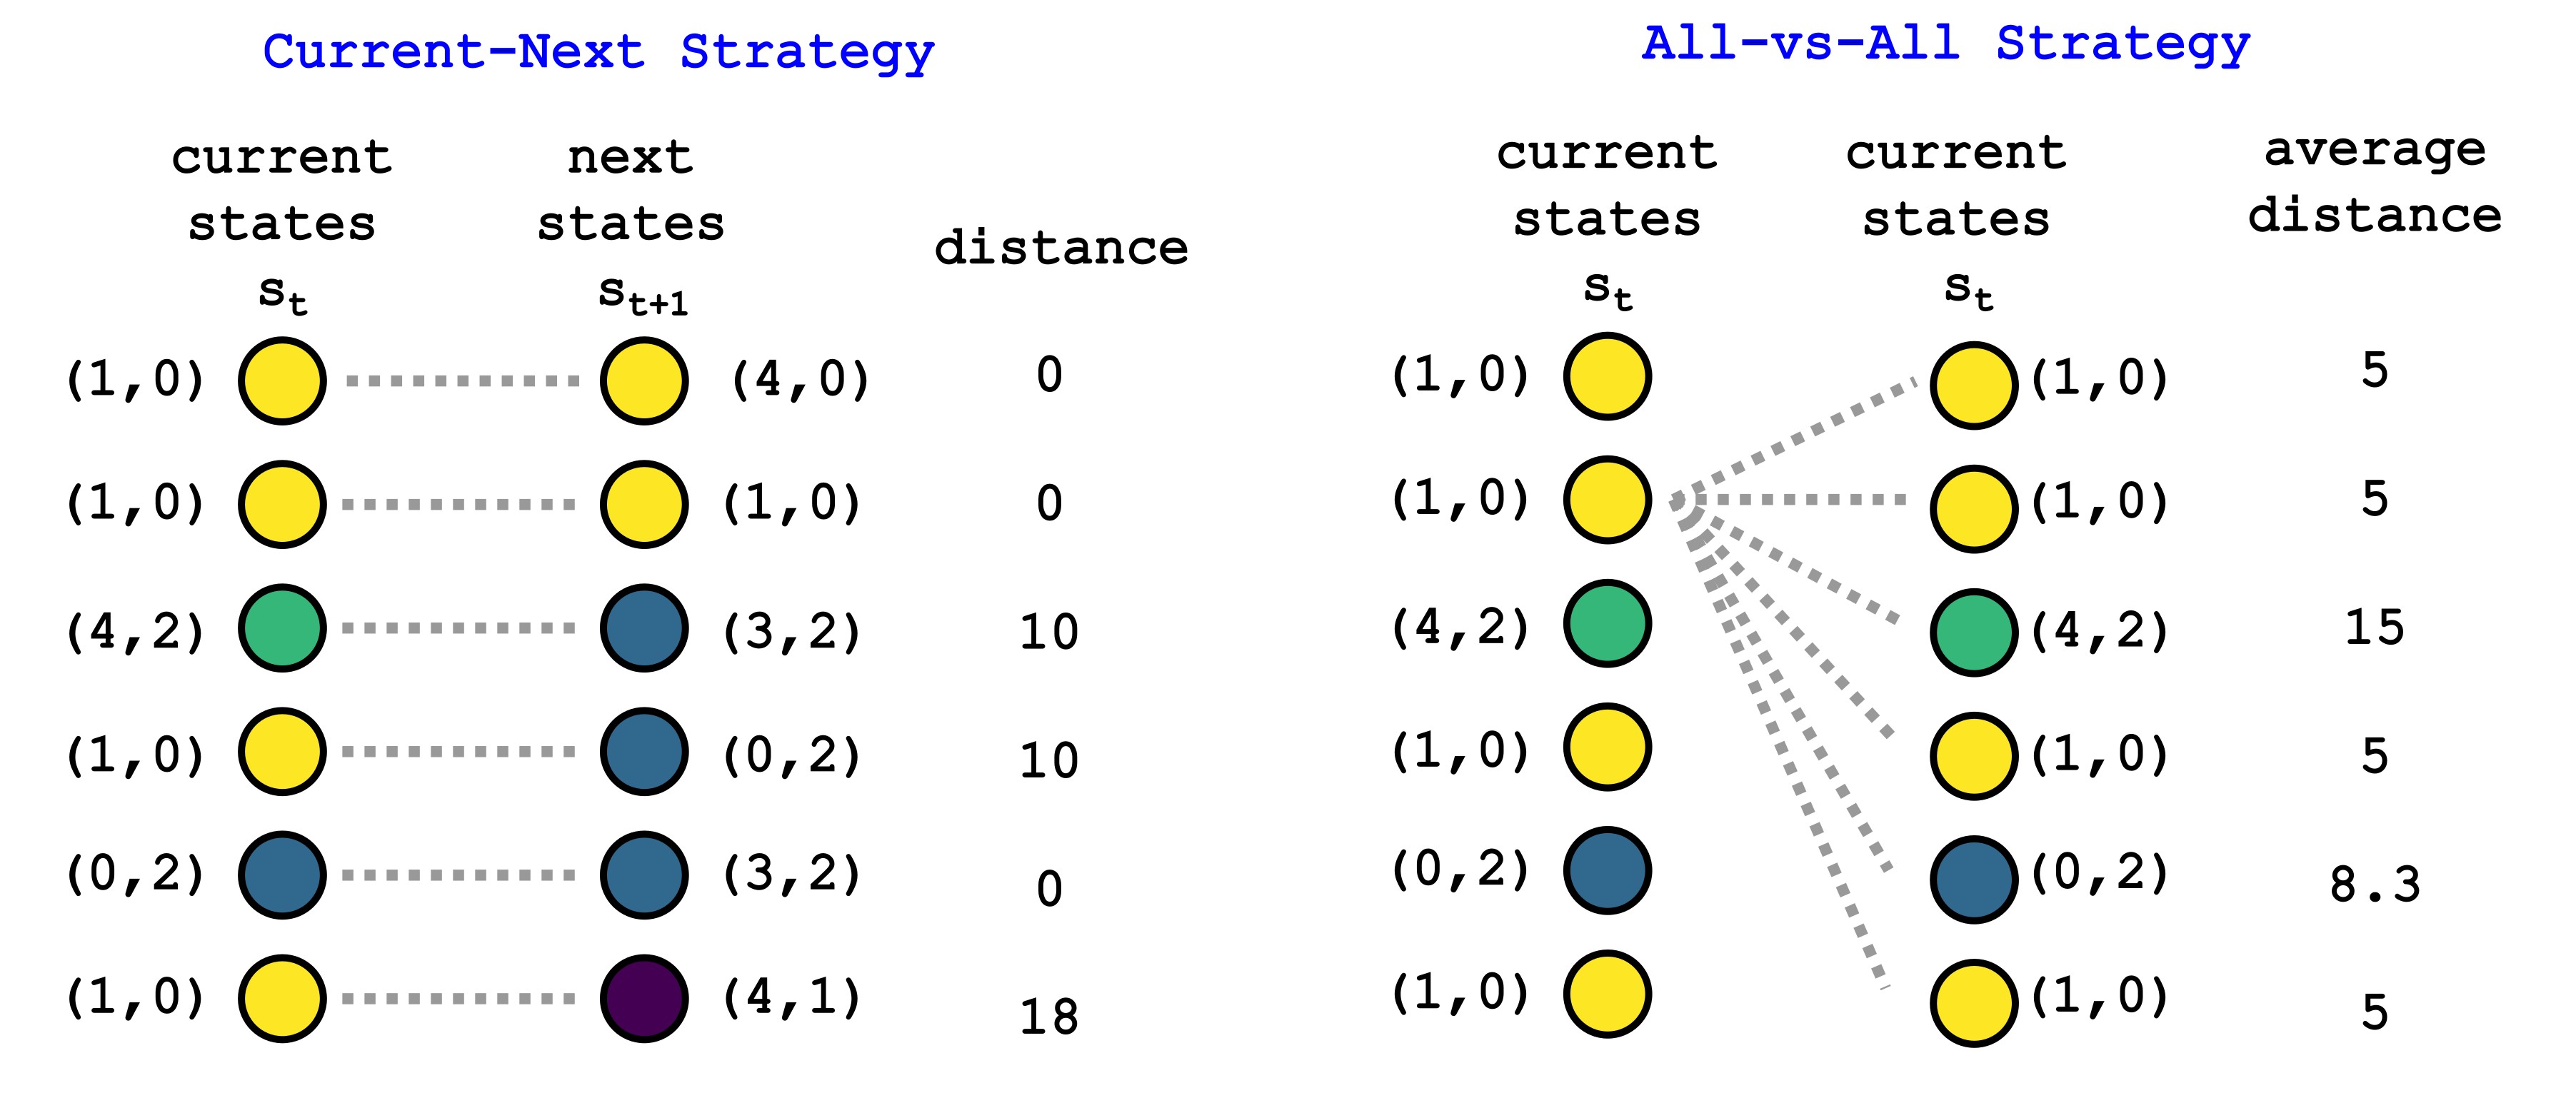 Current-Next Strategy
current
states
s_t
next
states
s_{t+1}
distance
(1,0) (4,0) 0
(1,0) (1,0) 0
(4,2) (3,2) 10
(1,0) (0,2) 10
(0,2) (3,2) 0
(1,0) (4,1) 18
All-vs-All Strategy
current
states
s_t
current
states
s_t
average
distance
(1,0) (1,0) 5
(1,0) (1,0) 5
(4,2) (4,2) 15
(1,0) (1,0) 5
(0,2) (0,2) 8.3
(1,0) (1,0) 5